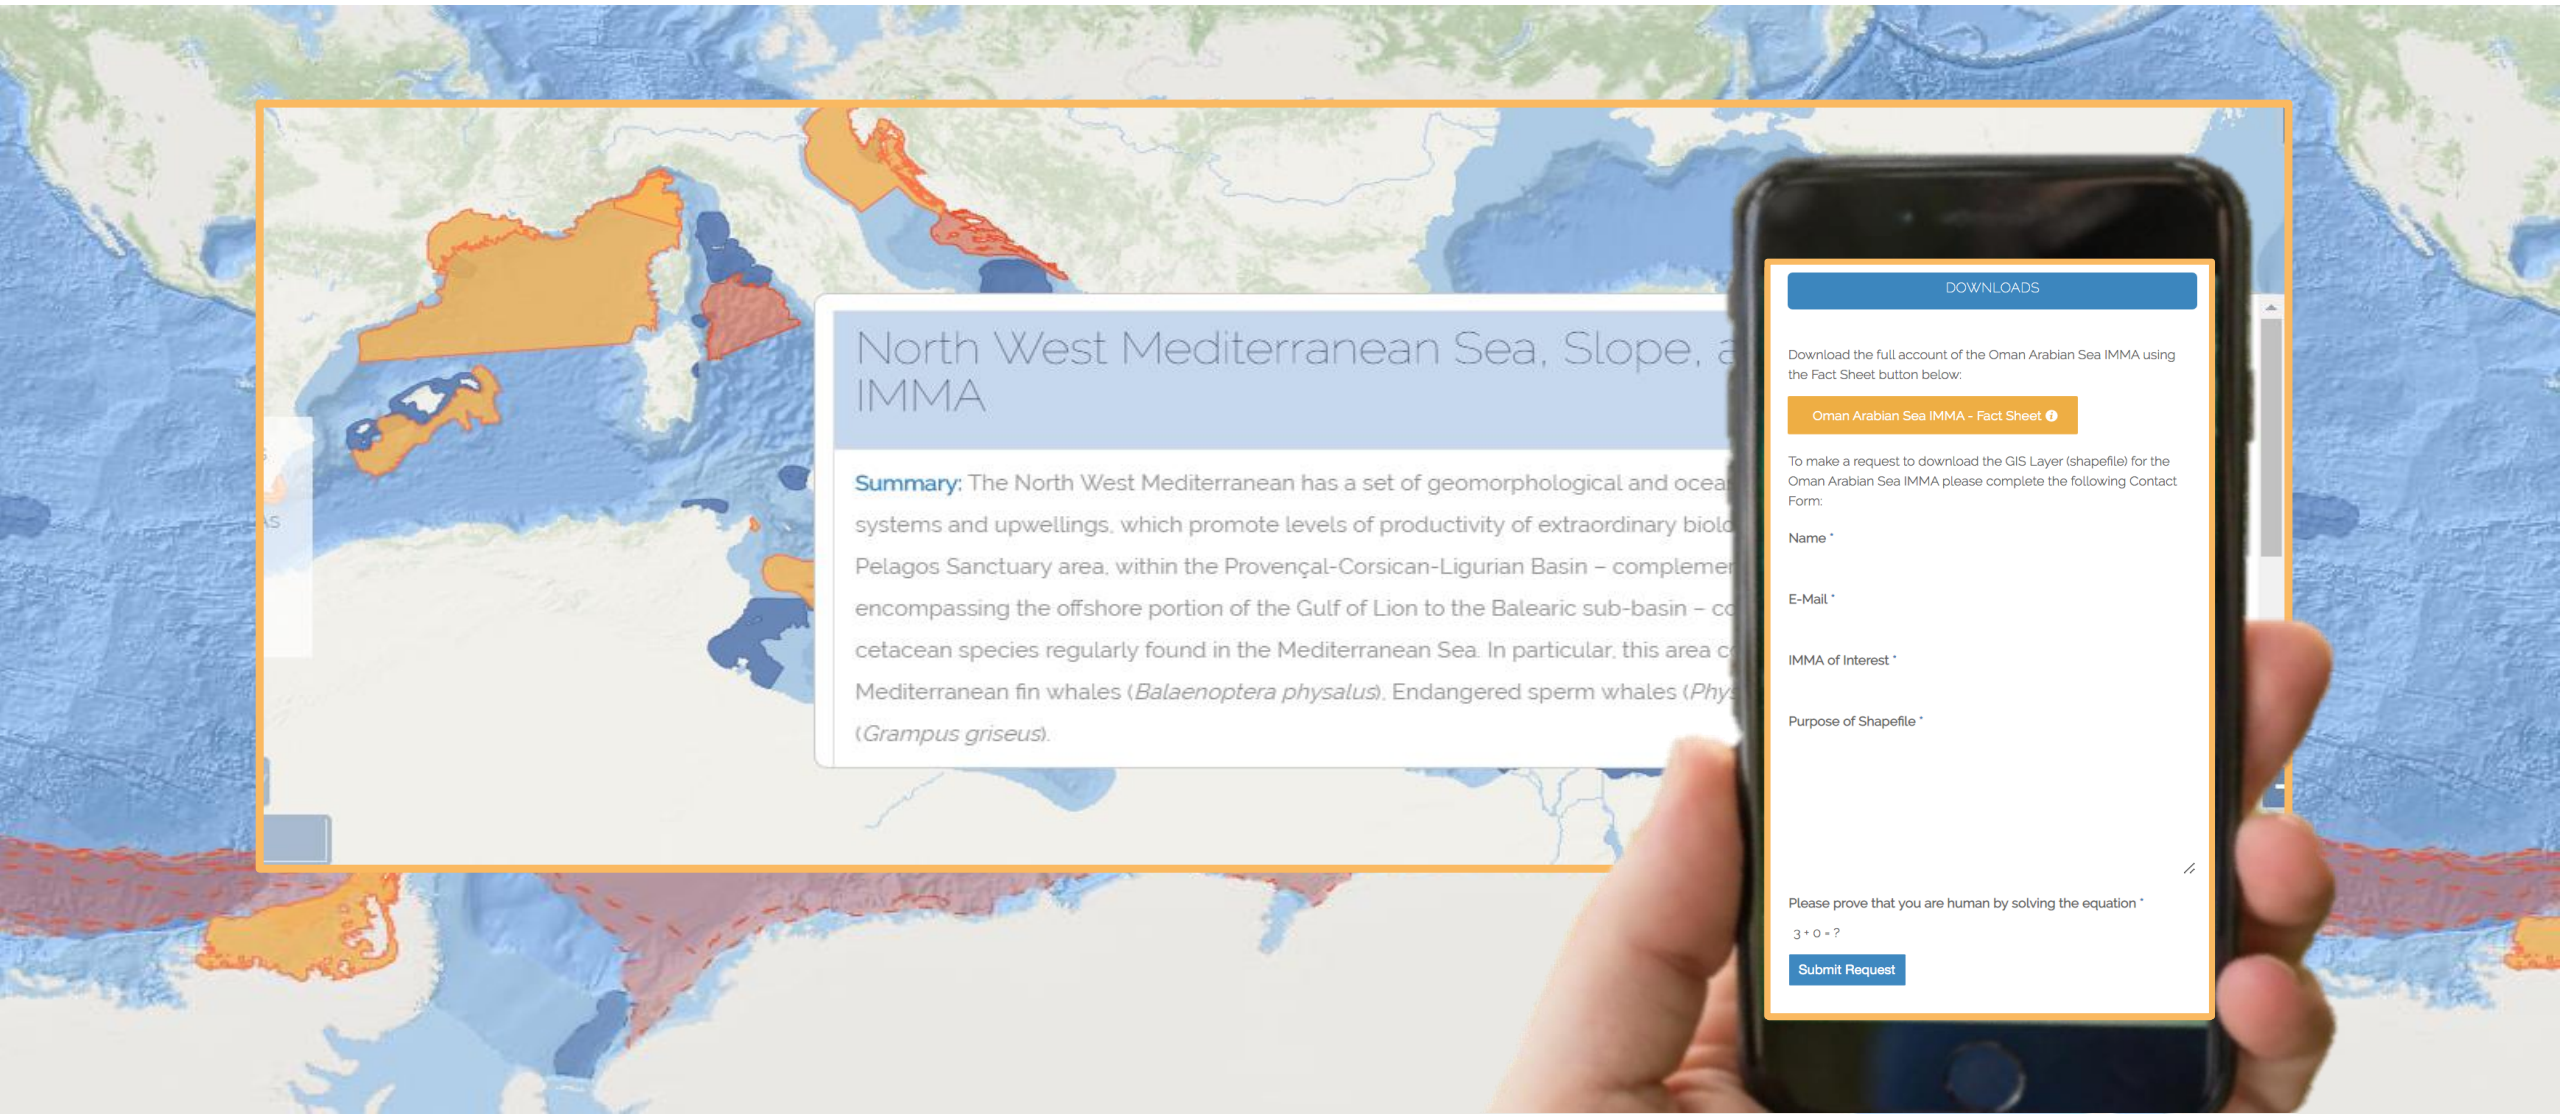 North West Mediterranean Sea, Slope, a
IMMA
Summary: The North West Mediterranean has a set of geomorphological and ocea
systems and upwellings, which promote levels of productivity of extraordinary biolo
Pelagos Sanctuary area, within the Provençal-Corsican-Ligurian Basin – complemen
encompassing the offshore portion of the Gulf of Lion to the Balearic sub-basin – co
cetacean species regularly found in the Mediterranean Sea. In particular, this area c
Mediterranean fin whales (Balaenoptera physalus), Endangered sperm whales (Phys
(Grampus griseus).
DOWNLOADS
Download the full account of the Oman Arabian Sea IMMA using
the Fact Sheet button below:
Oman Arabian Sea IMMA - Fact Sheet
To make a request to download the GIS Layer (shapefile) for the
Oman Arabian Sea IMMA please complete the following Contact
Form:
Name *
E-Mail *
IMMA of Interest *
Purpose of Shapefile *
Please prove that you are human by solving the equation *
3 + 0 = ?
Submit Request